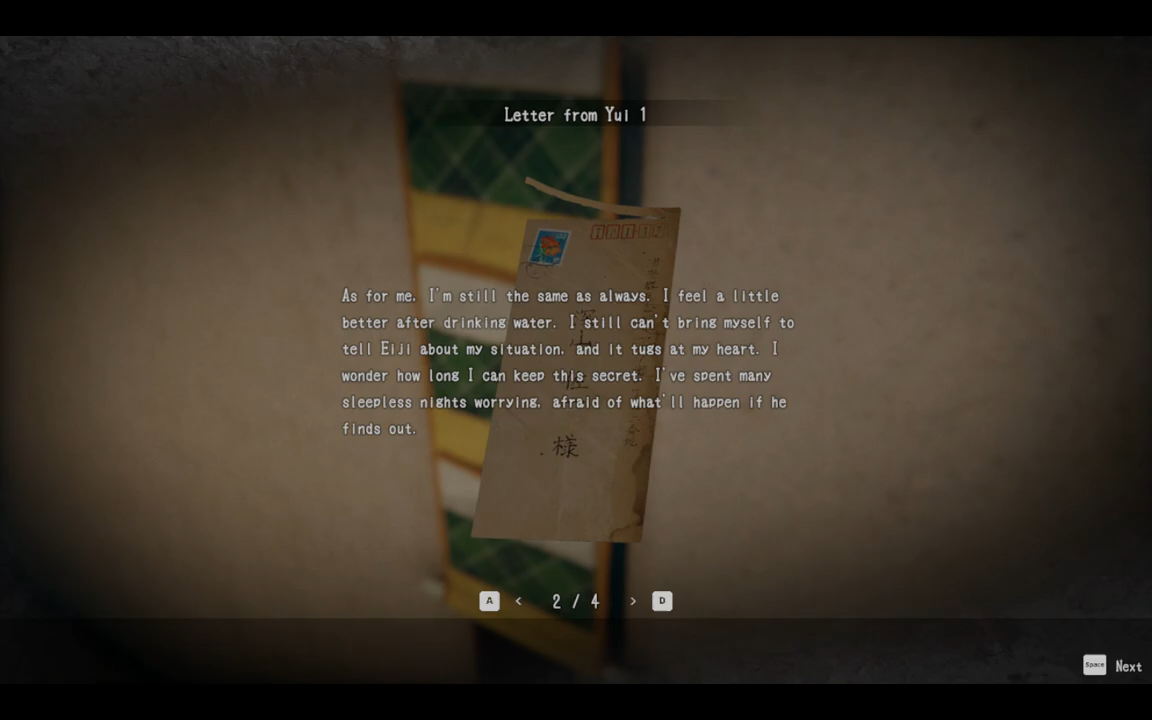 Letter from Yui 1
As for me, I'm still the same as always. I feel a little
better after drinking water. I still can't bring myself to
tell Eiji about my situation, and it tugs at my heart. I
wonder how long I can keep this secret. I've spent many
sleepless nights worrying, afraid of what'll happen if he
finds out.
様
A < 2 / 4 > D
Space Next